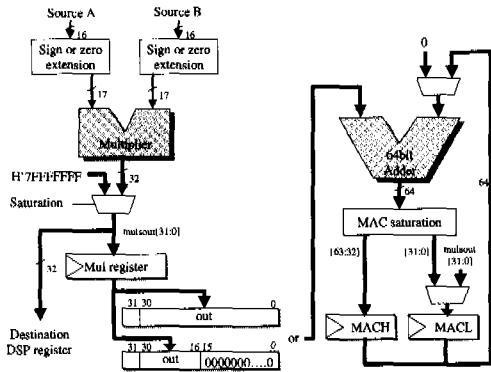 Source A
Source B
16
16
Sign or zero
extension
Sign or zero
extension
17
17
Multiplier
H'7FFFFFFF
32
Saturation
mulsout[31:0]
32
Mul register
Destination
DSP register
31 30 0
out
31 30 16 15 0
out 0000000....0
or
0
64bit
Adder
64
64
MAC saturation
[63:32]
[31:0]
mulsout
[31:0]
MACH
MACL